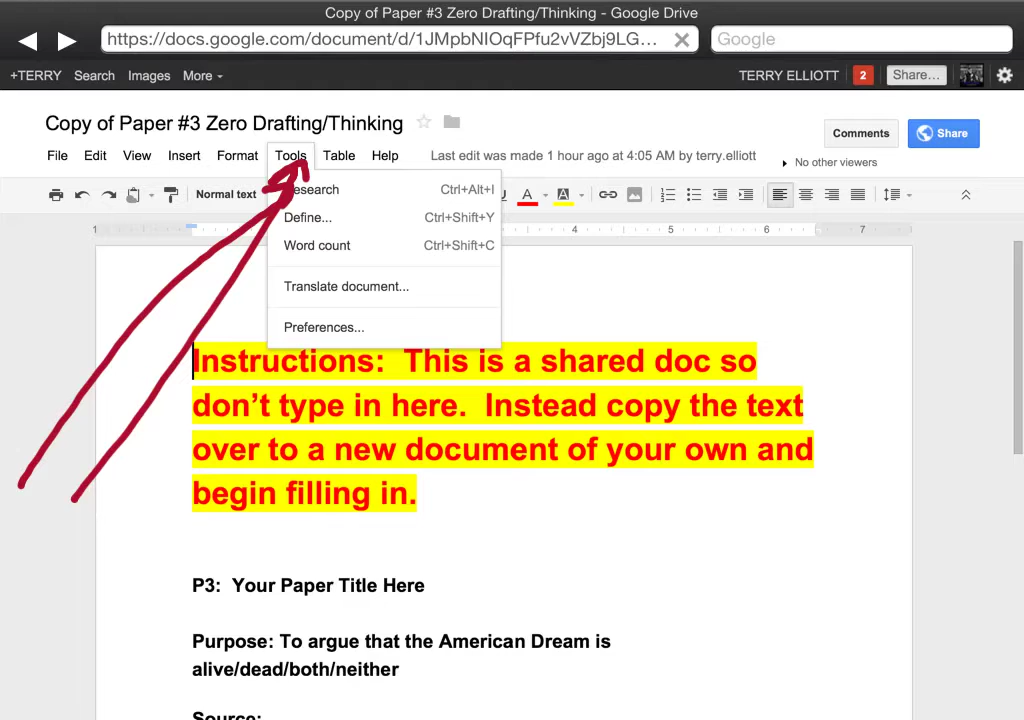 Copy of Paper #3 Zero Drafting/Thinking - Google Drive
https://docs.google.com/document/d/1JMpbNIOqFPfu2vVZbj9LG...
Google
+TERRY Search Images More
TERRY ELLIOTT 2 Share...
Copy of Paper #3 Zero Drafting/Thinking
Comments Share
File Edit View Insert Format Tools Table Help Last edit was made 1 hour ago at 4:05 AM by terry.elliott
No other viewers
Normal text
A A
Ctrl+Alt+I
Define... Ctrl+Shift+Y
Word count Ctrl+Shift+C
1 4 5 6 7
Translate document...
Preferences...
Instructions: This is a shared doc so
don't type in here. Instead copy the text
over to a new document of your own and
begin filling in.
P3: Your Paper Title Here
Purpose: To argue that the American Dream is
alive/dead/both/neither
Source: